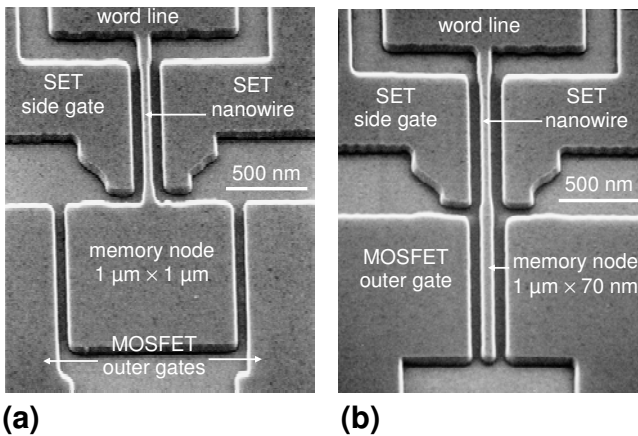 word line
SET
side gate
SET
nanowire
500 nm
memory node
1 µm × 1 µm
MOSFET
outer gates
(a)
word line
SET
side gate
SET
nanowire
500 nm
MOSFET
outer gate
memory node
1 µm × 70 nm
(b)